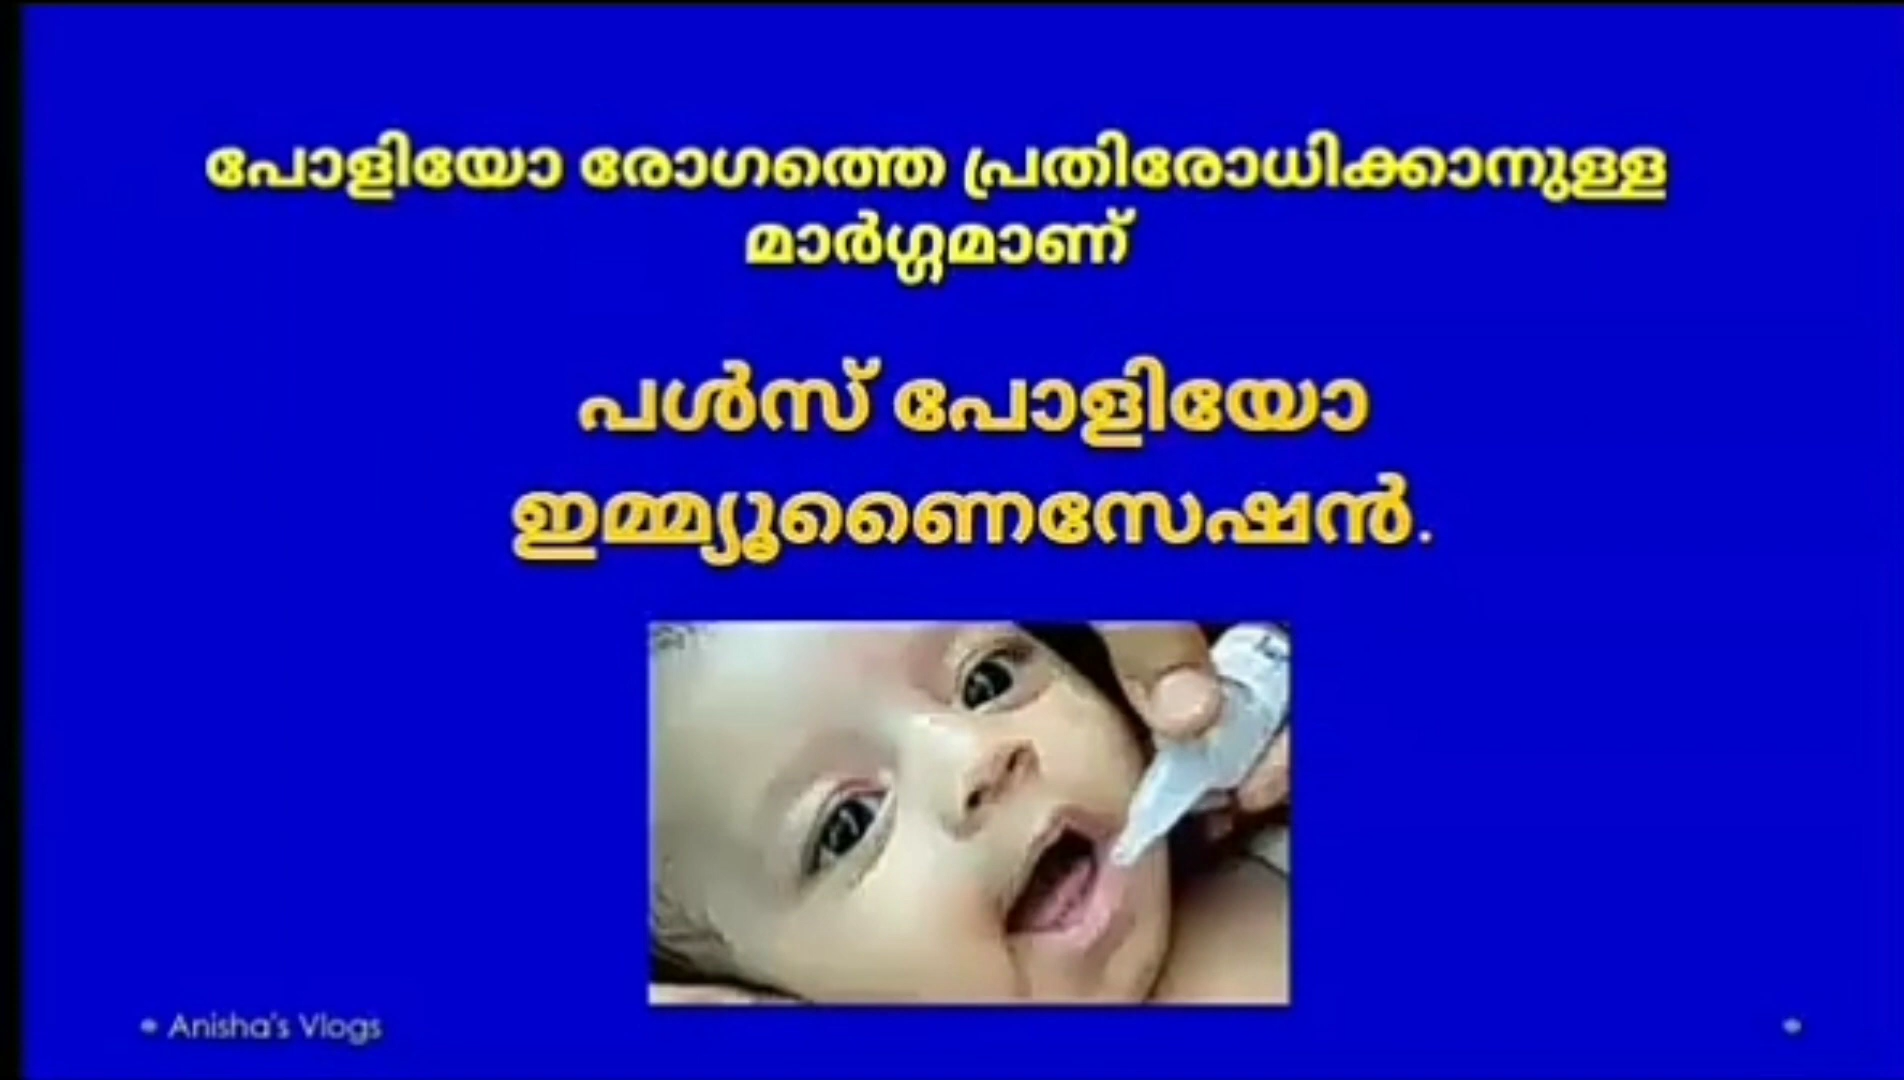 പോളിയോ രോഗത്തെ പ്രതിരോധിക്കാനുള്ള
മാർഗ്ഗമാണ്
പൾസ് പോളിയോ
ഇമ്മ്യൂണൈസേഷൻ.
Anisha's Vlogs